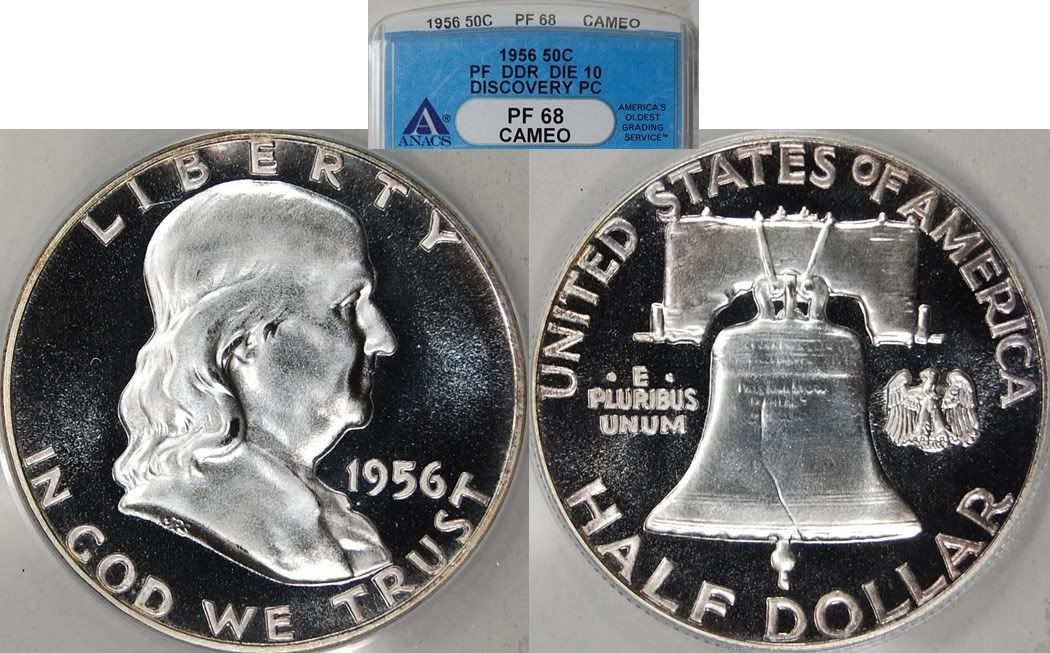 1956 50C PF 68 CAMEO
1956 50C
PF DDR DIE 10
DISCOVERY PC
ANACS®
PF 68
CAMEO
AMERICA'S
OLDEST
GRADING
SERVICE™
LIBERTY
1956
IN GOD WE TRUST
UNITED STATES OF AMERICA
· E ·
PLURIBUS
UNUM
HALF DOLLAR